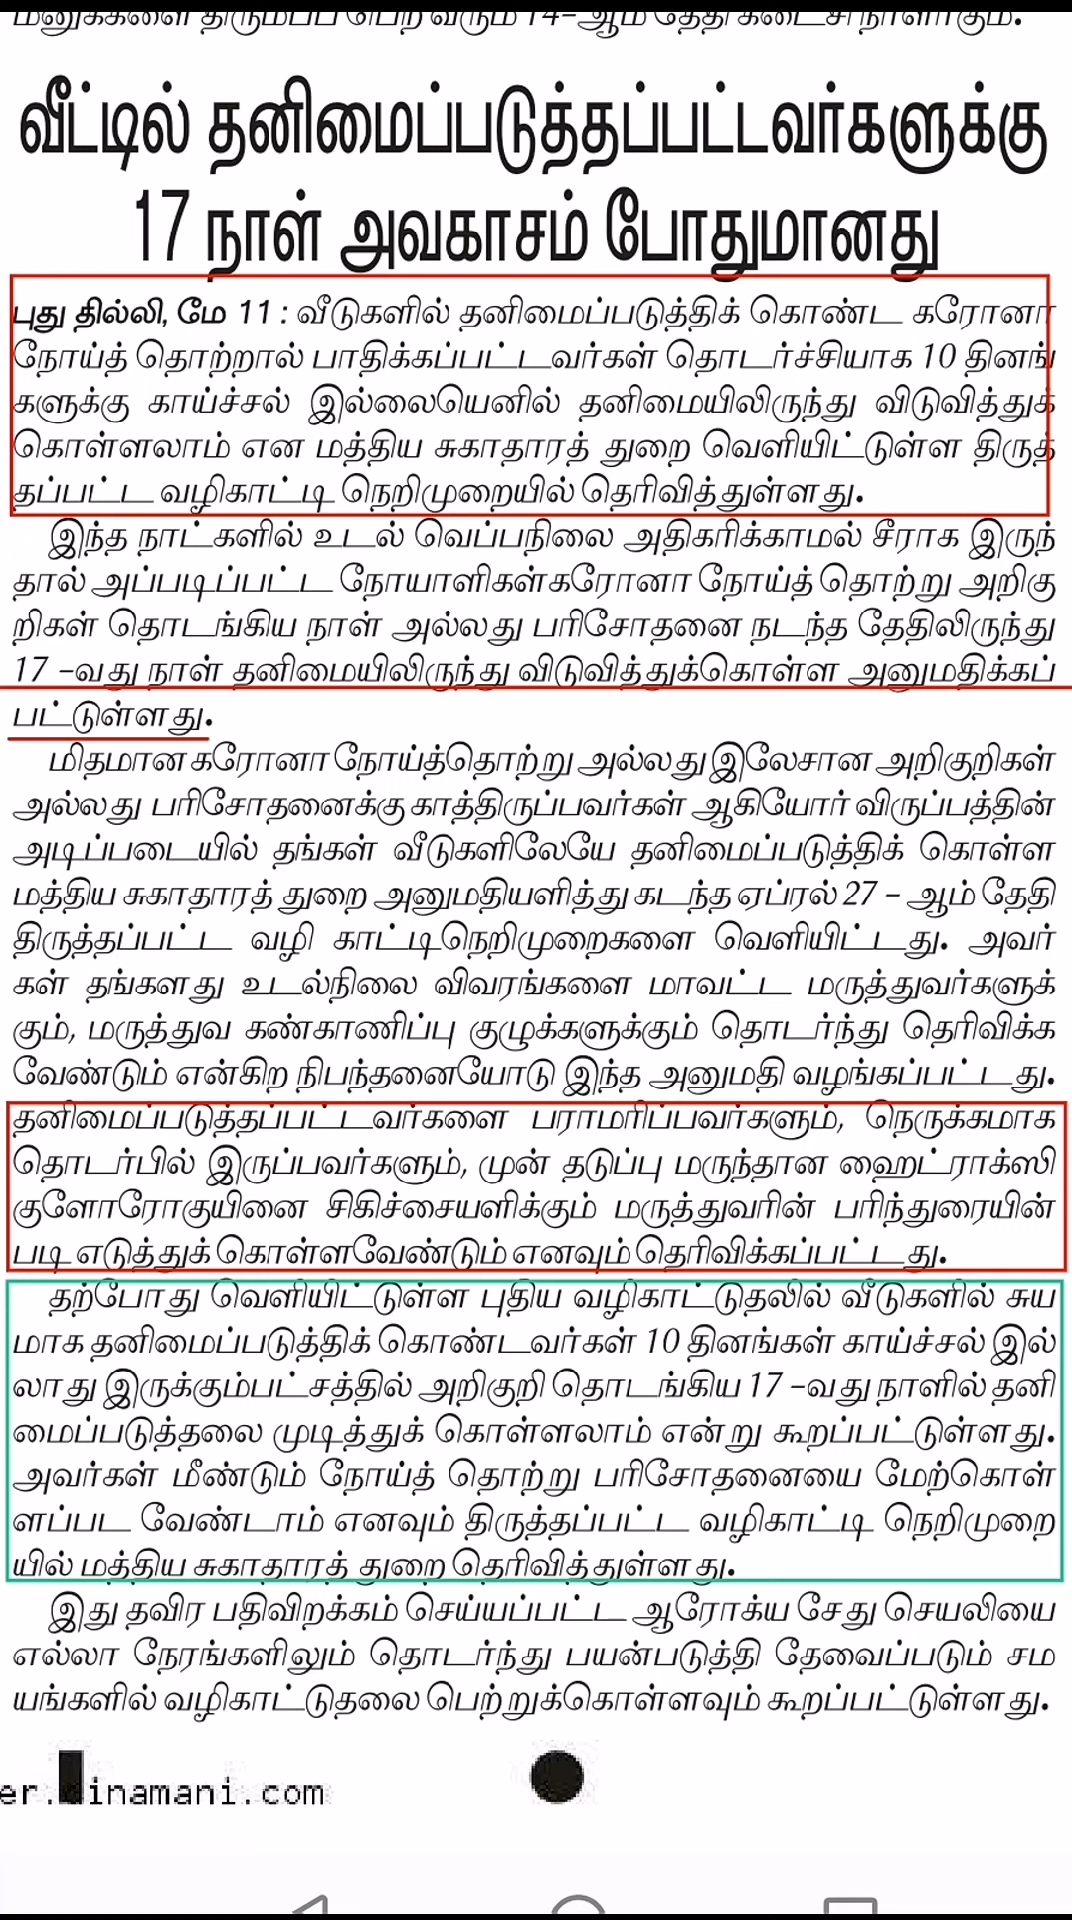 மனுக்களை திரும்பப் பெற வரும் 14-ஆம் தேதி கடைசி நாளாகும்.
வீட்டில் தனிமைப்படுத்தப்பட்டவர்களுக்கு
17 நாள் அவகாசம் போதுமானது
புது தில்லி, மே 11 : வீடுகளில் தனிமைப்படுத்திக் கொண்ட கரோனா
நோய்த் தொற்றால் பாதிக்கப்பட்டவர்கள் தொடர்ச்சியாக 10 தினங்
களுக்கு காய்ச்சல் இல்லையெனில் தனிமையிலிருந்து விடுவித்துக்
கொள்ளலாம் என மத்திய சுகாதாரத் துறை வெளியிட்டுள்ள திருத்
தப்பட்ட வழிகாட்டி நெறிமுறையில் தெரிவித்துள்ளது.
இந்த நாட்களில் உடல் வெப்பநிலை அதிகரிக்காமல் சீராக இருந்
தால் அப்படிப்பட்ட நோயாளிகள் கரோனா நோய்த் தொற்று அறிகு
றிகள் தொடங்கிய நாள் அல்லது பரிசோதனை நடந்த தேதிலிருந்து
17 -வது நாள் தனிமையிலிருந்து விடுவித்துக்கொள்ள அனுமதிக்கப்
பட்டுள்ளது.
மிதமான கரோனா நோய்த்தொற்று அல்லது இலேசான அறிகுறிகள்
அல்லது பரிசோதனைக்கு காத்திருப்பவர்கள் ஆகியோர் விருப்பத்தின்
அடிப்படையில் தங்கள் வீடுகளிலேயே தனிமைப்படுத்திக் கொள்ள
மத்திய சுகாதாரத் துறை அனுமதியளித்து கடந்த ஏப்ரல் 27 - ஆம் தேதி
திருத்தப்பட்ட வழி காட்டிநெறிமுறைகளை வெளியிட்டது. அவர்
கள் தங்களது உடல்நிலை விவரங்களை மாவட்ட மருத்துவர்களுக்
கும், மருத்துவ கண்காணிப்பு குழுக்களுக்கும் தொடர்ந்து தெரிவிக்க
வேண்டும் என்கிற நிபந்தனையோடு இந்த அனுமதி வழங்கப்பட்டது.
தனிமைப்படுத்தப்பட்டவர்களை பராமரிப்பவர்களும், நெருக்கமாக
தொடர்பில் இருப்பவர்களும், முன் தடுப்பு மருந்தான ஹைட்ராக்ஸி
குளோரோகுயினை சிகிச்சையளிக்கும் மருத்துவரின் பரிந்துரையின்
படி எடுத்துக் கொள்ளவேண்டும் எனவும் தெரிவிக்கப்பட்டது.
தற்போது வெளியிட்டுள்ள புதிய வழிகாட்டுதலில் வீடுகளில் சுய
மாக தனிமைப்படுத்திக் கொண்டவர்கள் 10 தினங்கள் காய்ச்சல் இல்
லாது இருக்கும்பட்சத்தில் அறிகுறி தொடங்கிய 17 -வது நாளில் தனி
மைப்படுத்தலை முடித்துக் கொள்ளலாம் என்று கூறப்பட்டுள்ளது.
அவர்கள் மீண்டும் நோய்த் தொற்று பரிசோதனையை மேற்கொள்
ளப்பட வேண்டாம் எனவும் திருத்தப்பட்ட வழிகாட்டி நெறிமுறை
யில் மத்திய சுகாதாரத் துறை தெரிவித்துள்ளது.
இது தவிர பதிவிறக்கம் செய்யப்பட்ட ஆரோக்ய சேது செயலியை
எல்லா நேரங்களிலும் தொடர்ந்து பயன்படுத்தி தேவைப்படும் சம
யங்களில் வழிகாட்டுதலை பெற்றுக்கொள்ளவும் கூறப்பட்டுள்ளது.
er.dinamani.com